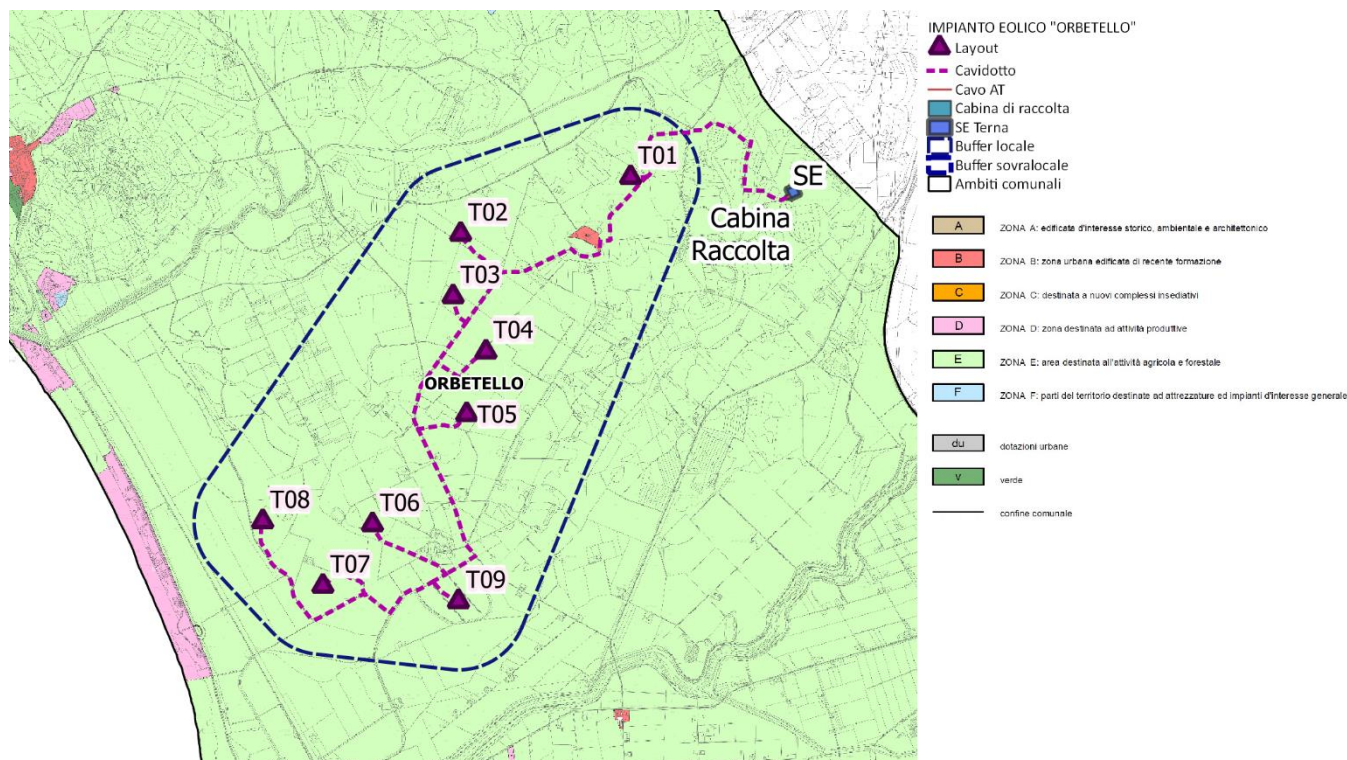 T01
T02
T03
T04
ORBETELLO
T05
T06
T07
T08
T09
SE
Cabina
Raccolta
IMPIANTO EOLICO "ORBETELLO"
Layout
Cavidotto
Cavo AT
Cabina di raccolta
SE Terna
Buffer locale
Buffer sovralocale
Ambiti comunali
A ZONA A: edificata d'interesse storico, ambientale e architettonico
B ZONA B: zona urbana edificata di recente formazione
C ZONA C: destinata a nuovi complessi insediativi
D ZONA D: zona destinata ad attività produttive
E ZONA E: area destinata all'attività agricola e forestale
F ZONA F: parti del territorio destinate ad attrezzature ed impianti d'interesse generale
du dotazioni urbane
v verde
confine comunale